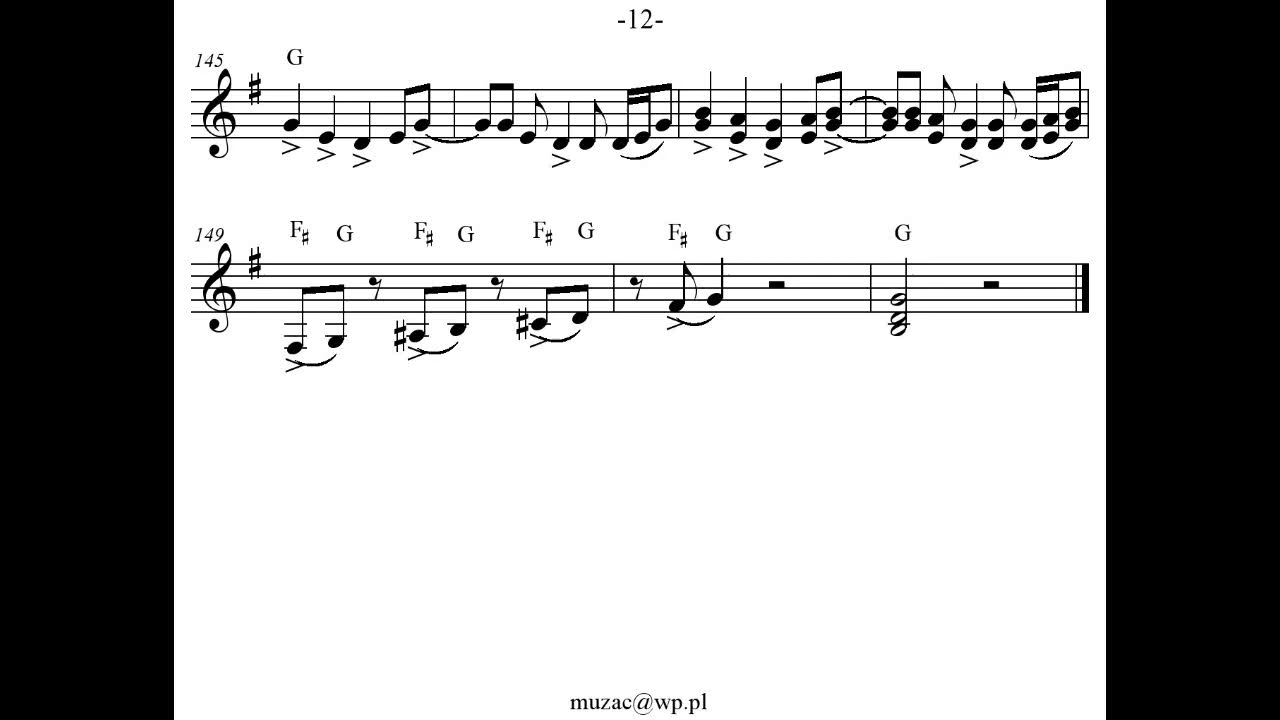 -12-
145 G
149 F♯ G F♯ G F♯ G F♯ G G
muzac@wp.pl